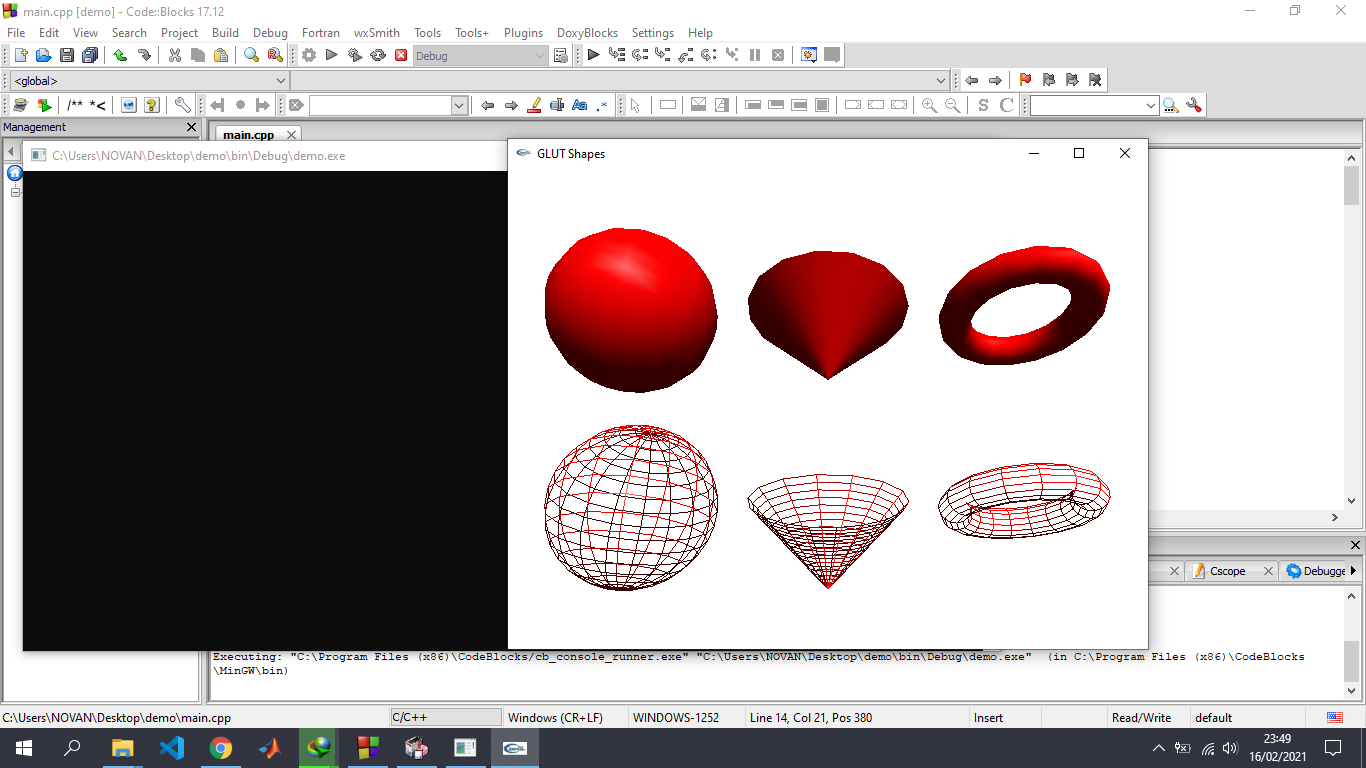 main.cpp [demo] - Code::Blocks 17.12
File Edit View Search Project Build Debug Fortran wxSmith Tools Tools+ Plugins DoxyBlocks Settings Help
Debug
<global>
/** *<
Aa .*
S C
Management
main.cpp
C:\Users\NOVAN\Desktop\demo\bin\Debug\demo.exe
GLUT Shapes
Cscope
Debugge
Executing: "C:\Program Files (x86)\CodeBlocks/cb_console_runner.exe" "C:\Users\NOVAN\Desktop\demo\bin\Debug\demo.exe"  (in C:\Program Files (x86)\CodeBlocks
\MinGW\bin)
C:\Users\NOVAN\Desktop\demo\main.cpp C/C++ Windows (CR+LF) WINDOWS-1252 Line 14, Col 21, Pos 380 Insert Read/Write default
23:49
16/02/2021